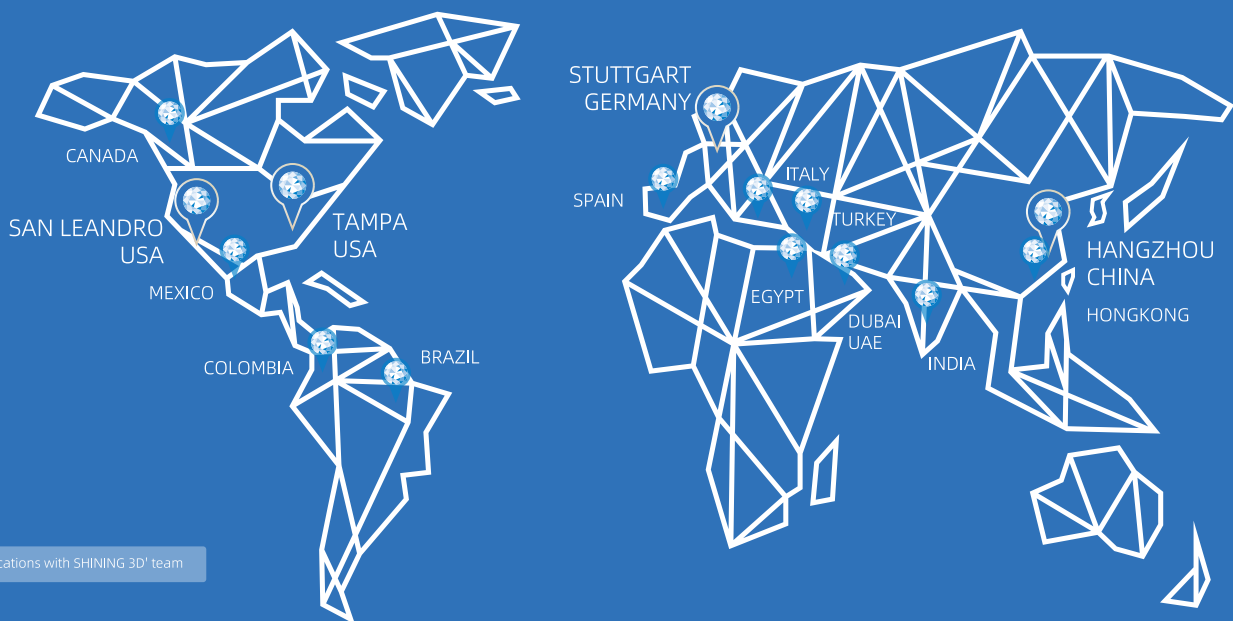 STUTTGART
GERMANY
CANADA
SPAIN
ITALY
SAN LEANDRO
USA
TAMPA
USA
TURKEY
HANGZHOU
CHINA
MEXICO
EGYPT
DUBAI
UAE
HONGKONG
COLOMBIA
BRAZIL
INDIA
with SHINING 3D' team